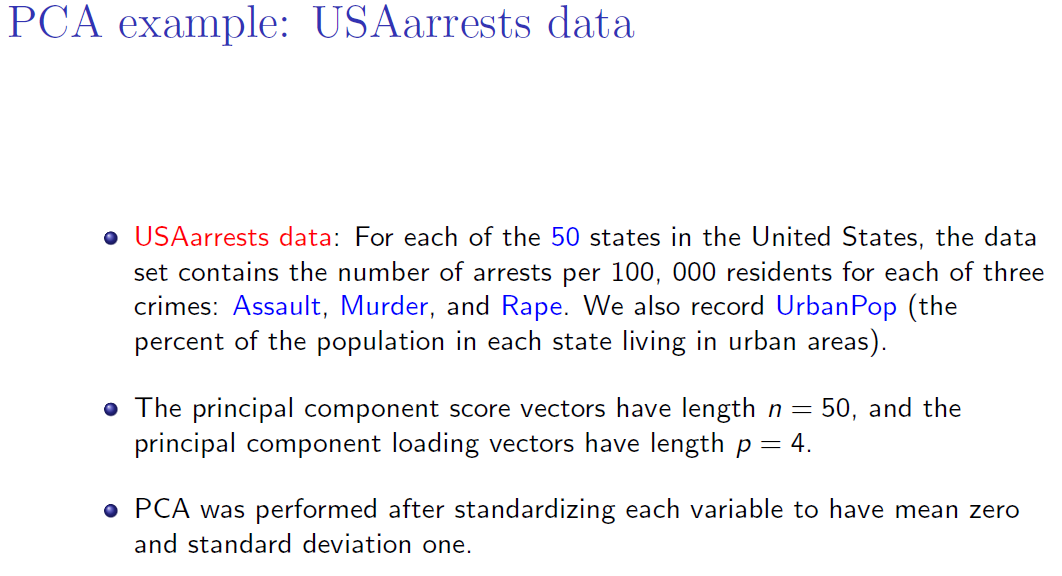 PCA example: USAarrests data
USAarrests data: For each of the 50 states in the United States, the data
set contains the number of arrests per 100, 000 residents for each of three
crimes: Assault, Murder, and Rape. We also record UrbanPop (the
percent of the population in each state living in urban areas).
The principal component score vectors have length n = 50, and the
principal component loading vectors have length p = 4.
PCA was performed after standardizing each variable to have mean zero
and standard deviation one.